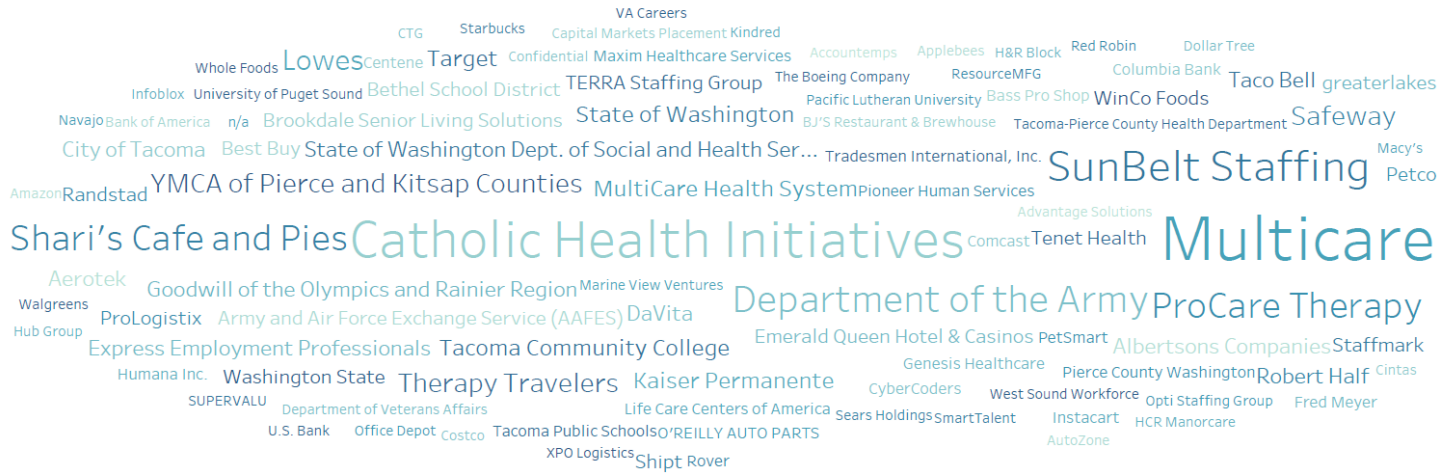 VA Careers
CTG Starbucks Capital Markets Placement Kindred
Whole Foods Lowes Centene Target Confidential Maxim Healthcare Services Accountemps Applebees H&R Block Red Robin Dollar Tree
Infoblox University of Puget Sound Bethel School District TERRA Staffing Group The Boeing Company ResourceMFG Columbia Bank Taco Bell greaterlakes
Navajo Bank of America n/a Brookdale Senior Living Solutions State of Washington Pacific Lutheran University Bass Pro Shop WinCo Foods
BJ'S Restaurant & Brewhouse Tacoma-Pierce County Health Department Safeway
City of Tacoma Best Buy State of Washington Dept. of Social and Health Ser... Tradesmen International, Inc. SunBelt Staffing Macy's
Amazon Randstad YMCA of Pierce and Kitsap Counties MultiCare Health System Pioneer Human Services Petco
Shari's Cafe and Pies Catholic Health Initiatives Comcast Advantage Solutions Tenet Health Multicare
Aerotek Goodwill of the Olympics and Rainier Region Marine View Ventures Department of the Army ProCare Therapy
Walgreens ProLogistix Army and Air Force Exchange Service (AAFES) DaVita
Hub Group Express Employment Professionals Tacoma Community College Emerald Queen Hotel & Casinos PetSmart Albertsons Companies Staffmark
Humana Inc. Washington State Therapy Travelers Kaiser Permanente Genesis Healthcare Pierce County Washington Robert Half Cintas
SUPERVALU Department of Veterans Affairs Life Care Centers of America CyberCoders West Sound Workforce Opti Staffing Group Fred Meyer
U.S. Bank Office Depot Costco Tacoma Public Schools O'REILLY AUTO PARTS Sears Holdings SmartTalent Instacart HCR Manorcare
XPO Logistics Shipt Rover AutoZone